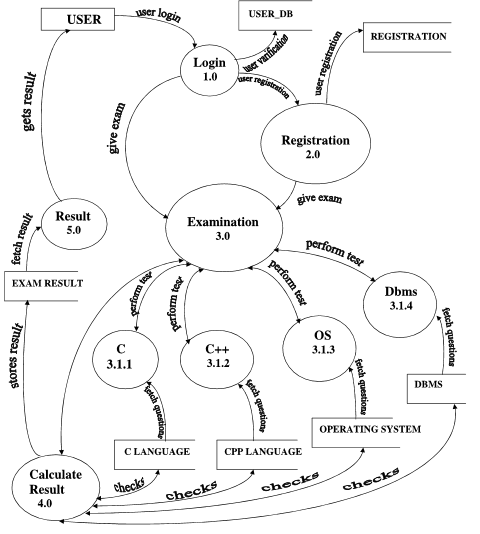 USER
user login
USER_DB
REGISTRATION
Login
1.0
user varification
user registration
user registration
gets result
give exam
Registration
2.0
give exam
Result
5.0
Examination
3.0
fetch result
perform test
perform test
perform test
perform test
EXAM RESULT
Dbms
3.1.4
C
3.1.1
C++
3.1.2
OS
3.1.3
fetch questions
stores result
fetch questions
fetch questions
fetch questions
DBMS
C LANGUAGE
CPP LANGUAGE
OPERATING SYSTEM
Calculate
Result
4.0
checks
checks
checks
checks